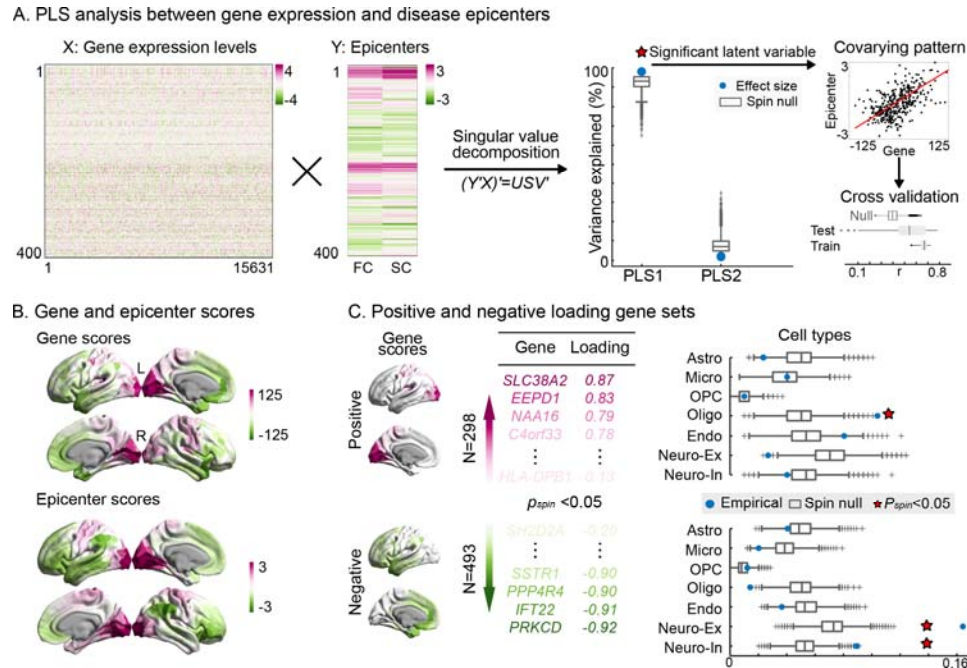 A. PLS analysis between gene expression and disease epicenters
X: Gene expression levels
Y: Epicenters
1
400
1
15631
4
-4
1
400
FC SC
3
-3
Singular value
decomposition
(Y'X)'=USV'
Significant latent variable
Effect size
Spin null
Variance explained (%)
100
0
PLS1 PLS2
Covarying pattern
Epicenter
3
-3
-125 Gene 125
Cross validation
Null
Test
Train
0.1 r 0.8
B. Gene and epicenter scores
Gene scores
L
R
125
-125
Epicenter scores
3
-3
C. Positive and negative loading gene sets
Gene
scores
Positive
Negative
N=298
N=493
Gene Loading
SLC38A2 0.87
EEPD1 0.83
NAA16 0.79
C4orf33 0.78
⋮ ⋮
HLA-DPB1 0.13
pspin <0.05
SH2D2A -0.20
⋮ ⋮
SSTR1 -0.90
PPP4R4 -0.90
IFT22 -0.91
PRKCD -0.92
Cell types
Astro
Micro
OPC
Oligo
Endo
Neuro-Ex
Neuro-In
Empirical Spin null Pspin<0.05
Astro
Micro
OPC
Oligo
Endo
Neuro-Ex
Neuro-In
0 0.16